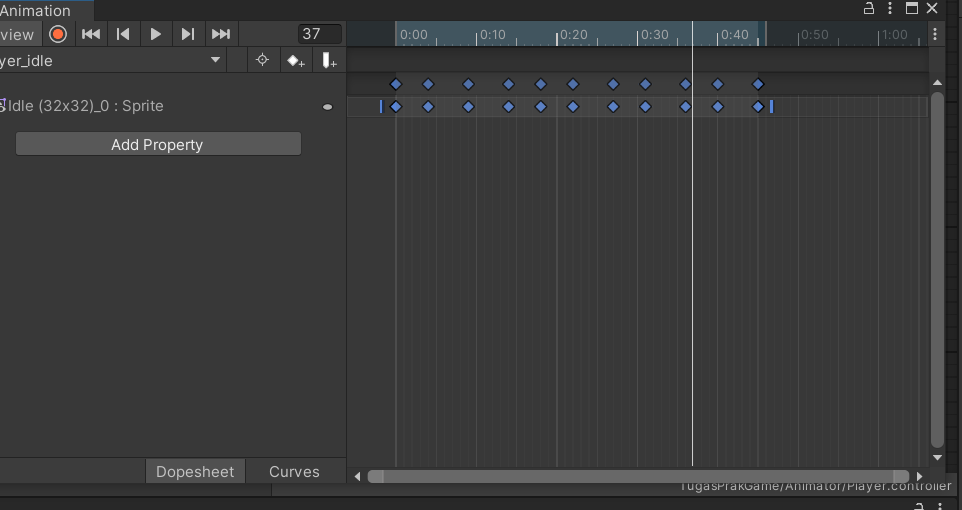 Animation
view
37
0:00 0:10 0:20 0:30 0:40 0:50 1:00
yer_idle
Idle (32x32)_0 : Sprite
Add Property
Dopesheet Curves
TugasPrakGame/Animator/Player.controller